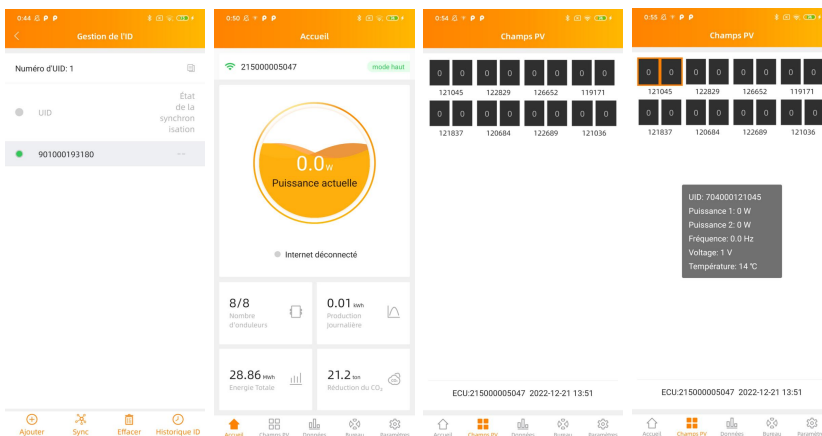 0:44
Gestion de l'ID
Numéro d'UID: 1
UID
État
de la
synchron
isation
901000193180
--
Ajouter
Sync
Effacer
Historique ID
0:50
Accueil
215000005047
mode haut
0.0W
Puissance actuelle
Internet déconnecté
8/8
Nombre
d'onduleurs
0.01 kWh
Production
Journalière
28.86 MWh
Energie Totale
21.2 ton
Réduction du CO₂
Accueil
Champs PV
Données
Bureau
Paramètres
0:54
Champs PV
0 0 0 0 0 0 0 0
121045 122829 126652 119171
0 0 0 0 0 0 0 0
121837 120684 122689 121036
ECU:215000005047 2022-12-21 13:51
Accueil
Champs PV
Données
Bureau
Paramètres
0:55
Champs PV
0 0 0 0 0 0 0 0
121045 122829 126652 119171
0 0 0 0 0 0 0 0
121837 120684 122689 121036
UID: 704000121045
Puissance 1: 0 W
Puissance 2: 0 W
Fréquence: 0.0 Hz
Voltage: 1 V
Température: 14 ℃
ECU:215000005047 2022-12-21 13:51
Accueil
Champs PV
Données
Bureau
Paramètres